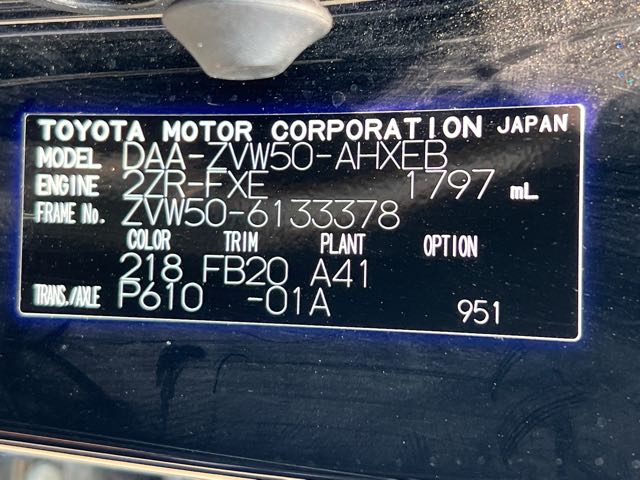 TOYOTA MOTOR CORPORATION JAPAN
MODEL DAA-ZVW50-AHXEB
ENGINE 2ZR-FXE 1797 mL
FRAME No. ZVW50-6133378
COLOR TRIM PLANT OPTION
218 FB20 A41
TRANS./AXLE P610 -01A 951